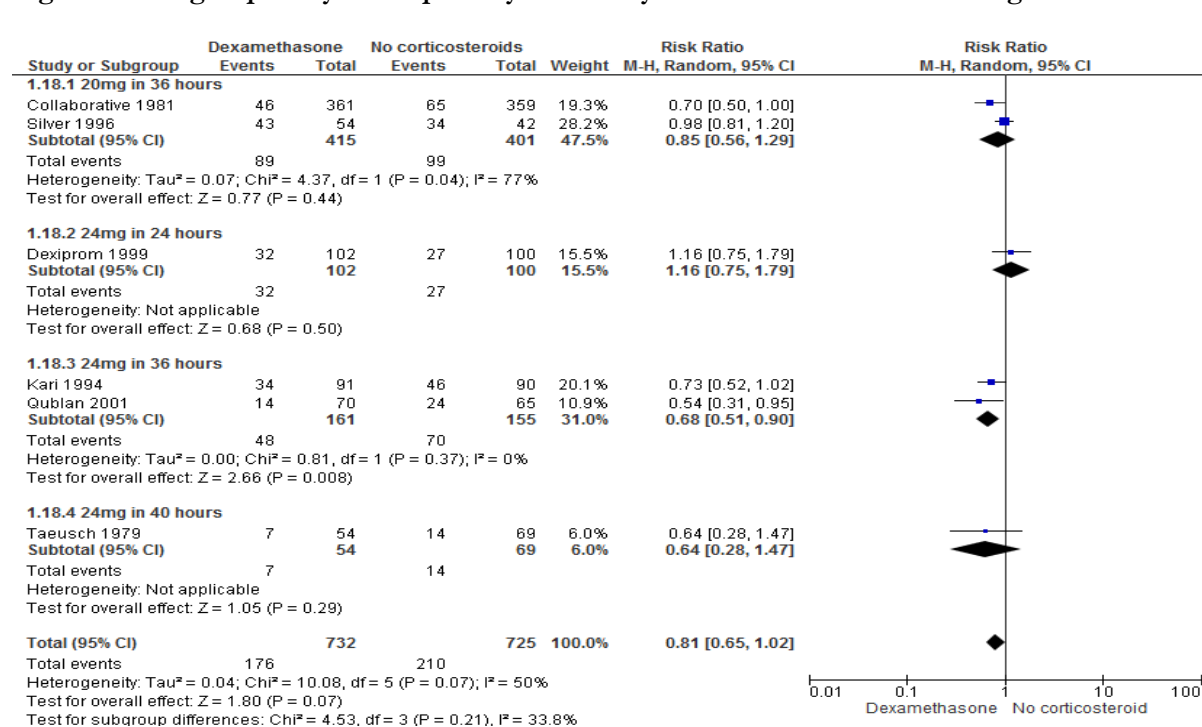 Dexamethasone No corticosteroids Risk Ratio Risk Ratio
Study or Subgroup Events Total Events Total Weight M-H, Random, 95% CI M-H, Random, 95% CI
1.18.1 20mg in 36 hours
Collaborative 1981 46 361 65 359 19.3% 0.70 [0.50, 1.00]
Silver 1996 43 54 34 42 28.2% 0.98 [0.81, 1.20]
Subtotal (95% CI) 415 401 47.5% 0.85 [0.56, 1.29]
Total events 89 99
Heterogeneity: Tau² = 0.07; Chi² = 4.37, df = 1 (P = 0.04); I² = 77%
Test for overall effect: Z = 0.77 (P = 0.44)
1.18.2 24mg in 24 hours
Dexiprom 1999 32 102 27 100 15.5% 1.16 [0.75, 1.79]
Subtotal (95% CI) 102 100 15.5% 1.16 [0.75, 1.79]
Total events 32 27
Heterogeneity: Not applicable
Test for overall effect: Z = 0.68 (P = 0.50)
1.18.3 24mg in 36 hours
Kari 1994 34 91 46 90 20.1% 0.73 [0.52, 1.02]
Qublan 2001 14 70 24 65 10.9% 0.54 [0.31, 0.95]
Subtotal (95% CI) 161 155 31.0% 0.68 [0.51, 0.90]
Total events 48 70
Heterogeneity: Tau² = 0.00; Chi² = 0.81, df = 1 (P = 0.37); I² = 0%
Test for overall effect: Z = 2.66 (P = 0.008)
1.18.4 24mg in 40 hours
Taeusch 1979 7 54 14 69 6.0% 0.64 [0.28, 1.47]
Subtotal (95% CI) 54 69 6.0% 0.64 [0.28, 1.47]
Total events 7 14
Heterogeneity: Not applicable
Test for overall effect: Z = 1.05 (P = 0.29)
Total (95% CI) 732 725 100.0% 0.81 [0.65, 1.02]
Total events 176 210
Heterogeneity: Tau² = 0.04; Chi² = 10.08, df = 5 (P = 0.07); I² = 50%
Test for overall effect: Z = 1.80 (P = 0.07)
Test for subgroup differences: Chi² = 4.53, df = 3 (P = 0.21), I² = 33.8%
0.01 0.1 1 10 100
Dexamethasone No corticosteroid